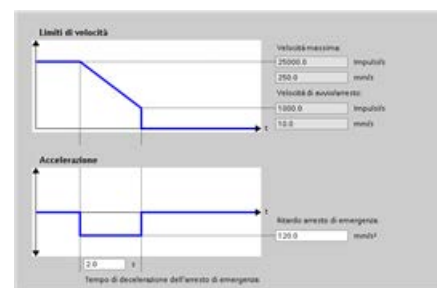 Limiti di velocità
Velocità massima:
25000.0 Impulsi/s
250.0 mm/s
Velocità di avvio/arresto:
1000.0 Impulsi/s
10.0 mm/s
t
Accelerazione
t
Ritardo arresto di emergenza:
120.0 mm/s²
2.0 s
Tempo di decelerazione dell'arresto di emergenza: